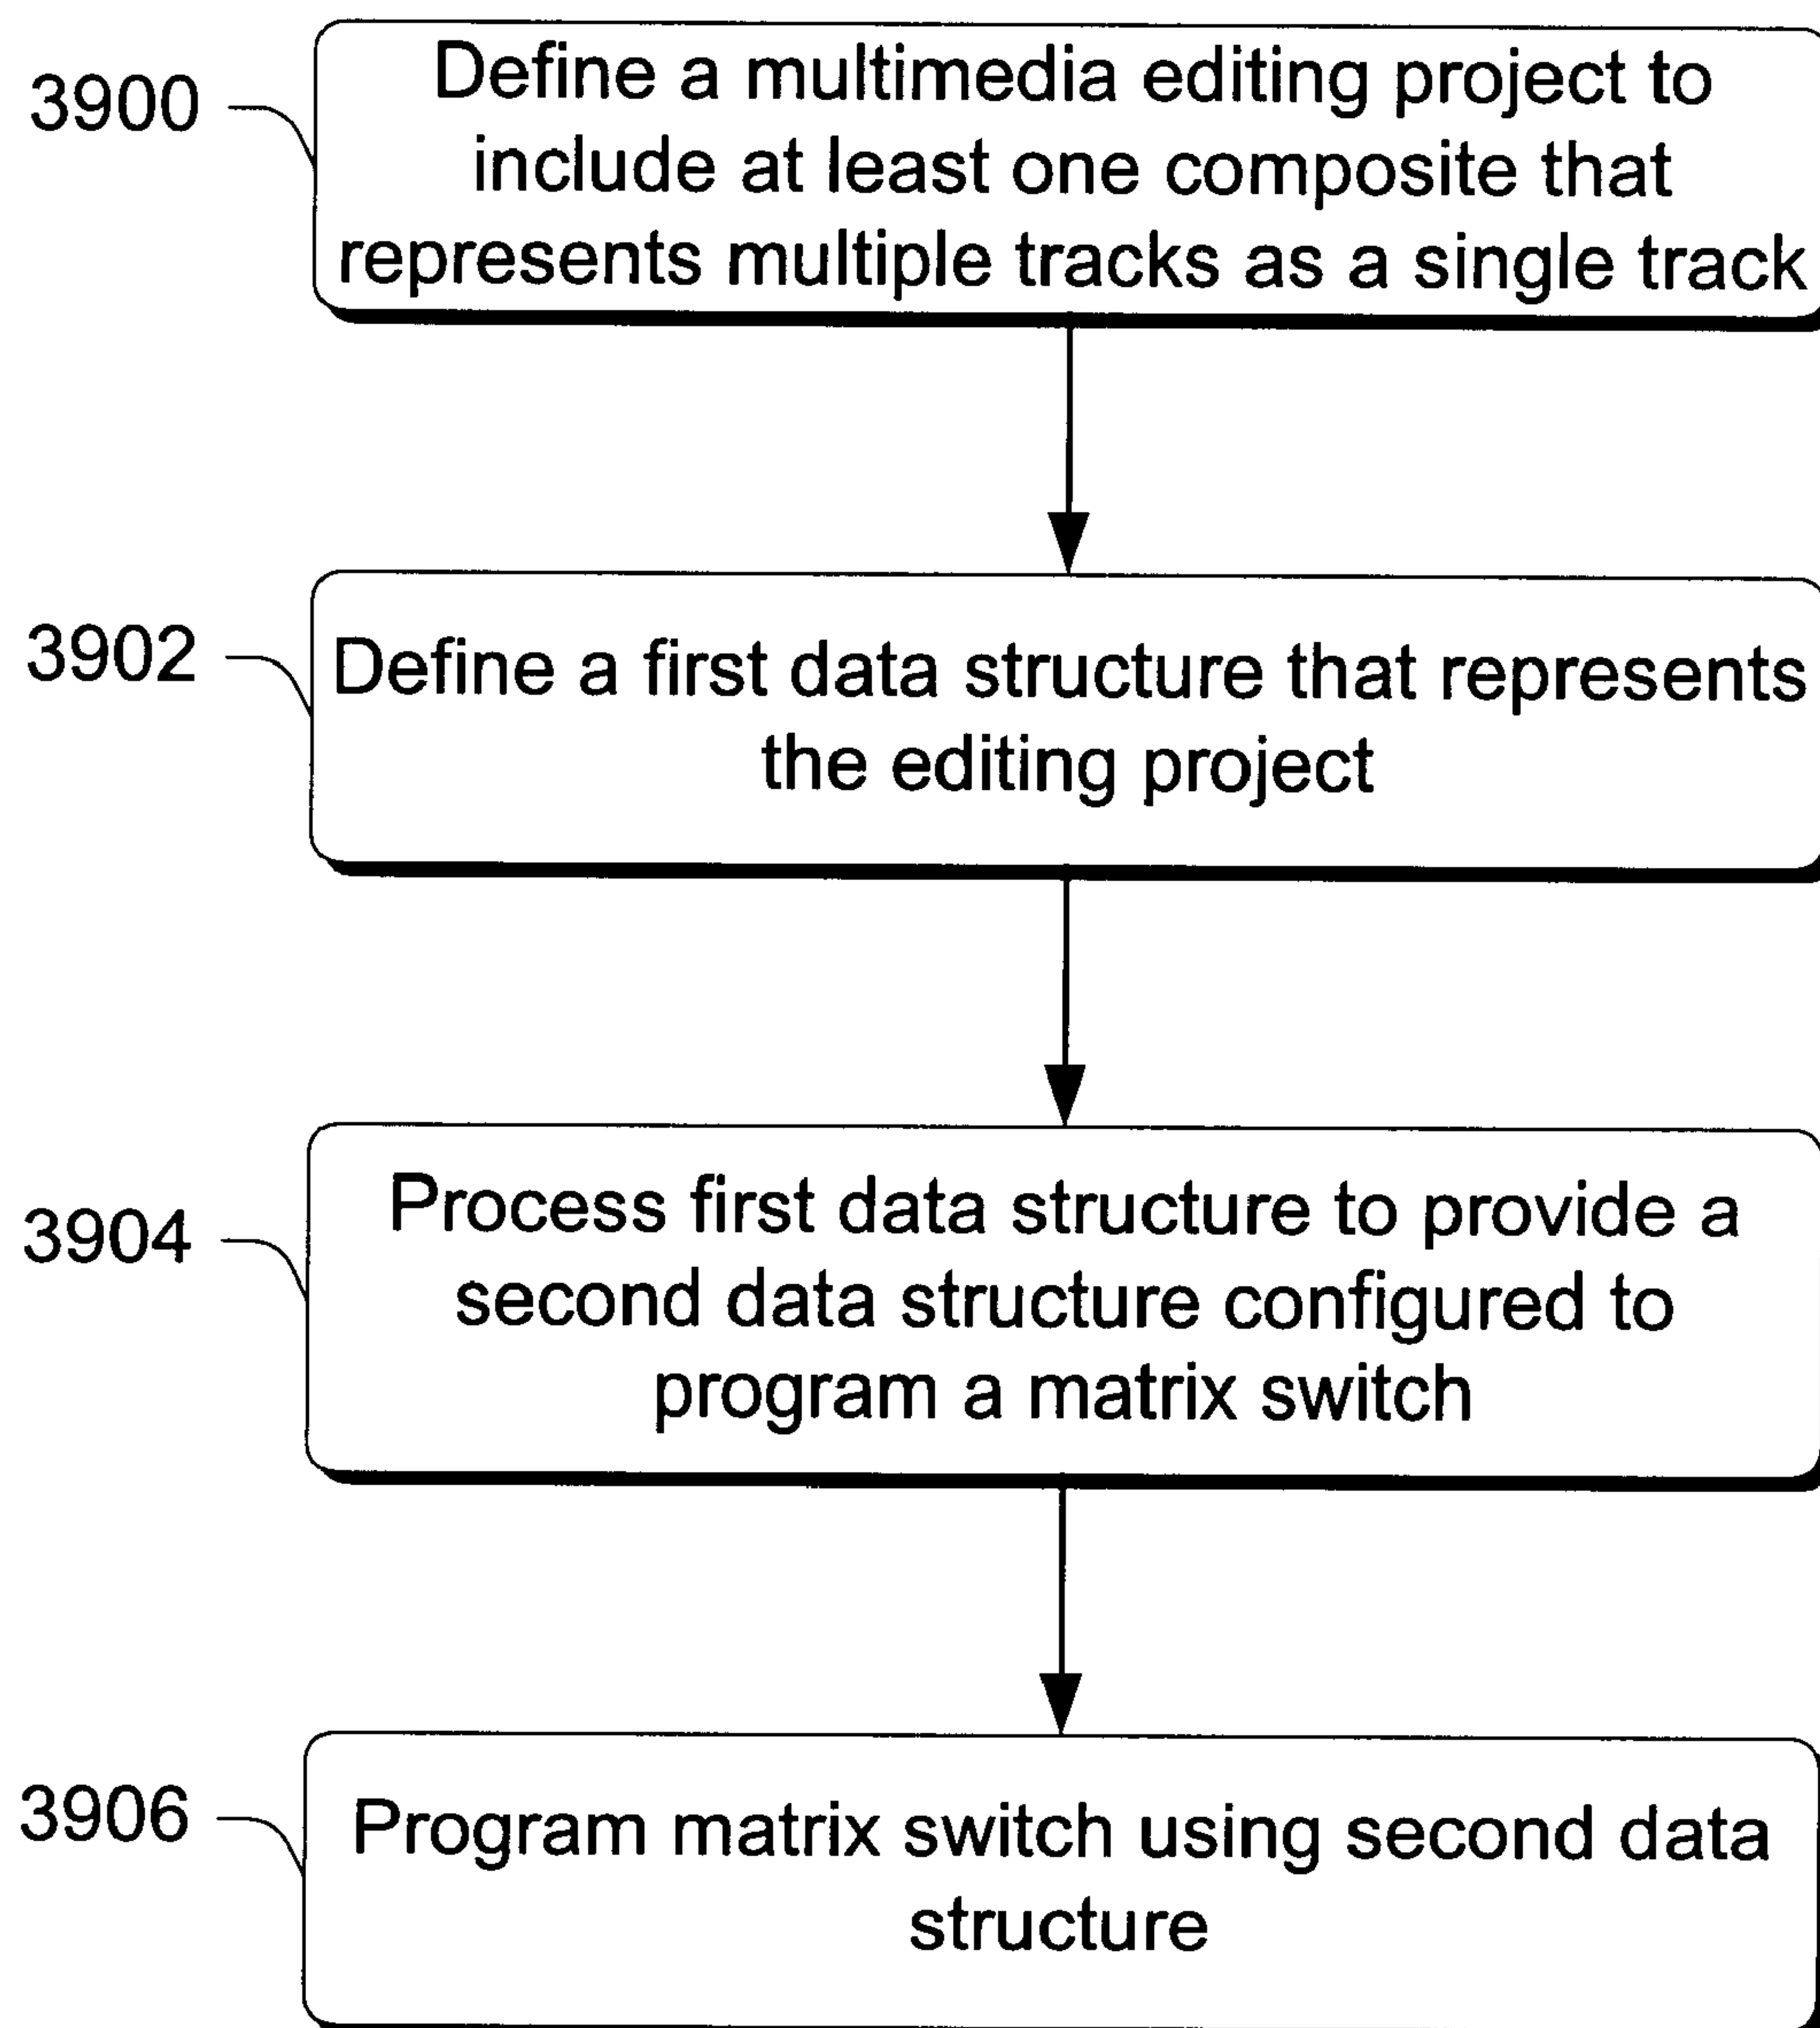 3900
Define a multimedia editing project to
include at least one composite that
represents multiple tracks as a single track
3902
Define a first data structure that represents
the editing project
3904
Process first data structure to provide a
second data structure configured to
program a matrix switch
3906
Program matrix switch using second data
structure